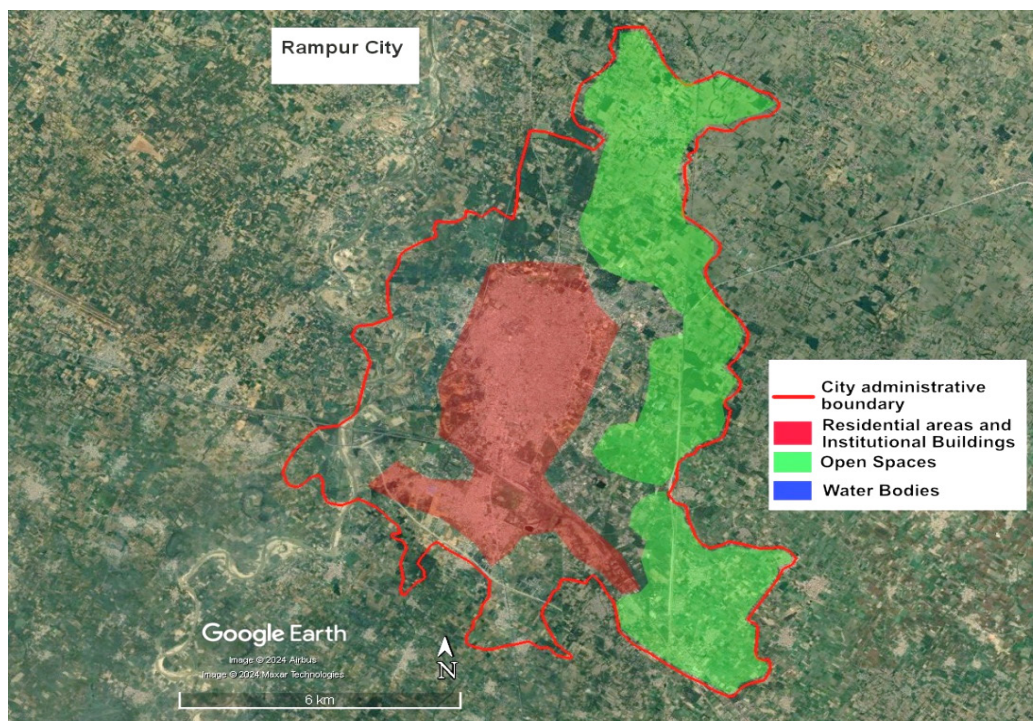 Rampur City
City administrative
boundary
Residential areas and
Institutional Buildings
Open Spaces
Water Bodies
Google Earth
Image © 2024 Airbus
Image © 2024 Maxar Technologies
N
6 km